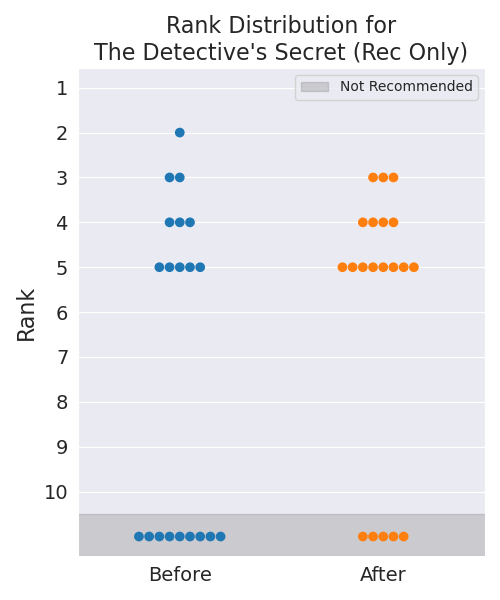 Rank Distribution for
The Detective's Secret (Rec Only)
Not Recommended
Rank
1
2
3
4
5
6
7
8
9
10
Before After